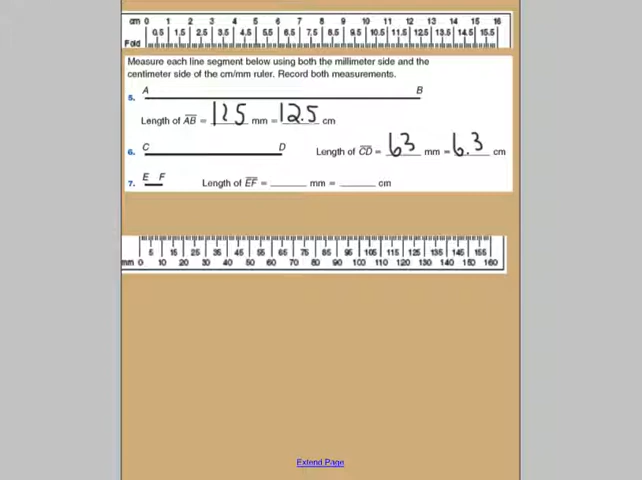 cm 0 1 2 3 4 5 6 7 8 9 10 11 12 13 14 15 16
0.5 1.5 2.5 3.5 4.5 5.5 6.5 7.5 8.5 9.5 10.5 11.5 12.5 13.5 14.5 15.5
Fold
Measure each line segment below using both the millimeter side and the
centimeter side of the cm/mm ruler. Record both measurements.
A B
5.
Length of AB = 125 mm = 12.5 cm
C D
6. Length of CD = 63 mm = 6.3 cm
E F
7. Length of EF = ______ mm = ______ cm
5 15 25 35 45 55 65 75 85 95 105 115 125 135 145 155
mm 0 10 20 30 40 50 60 70 80 90 100 110 120 130 140 150 160
Extend Page